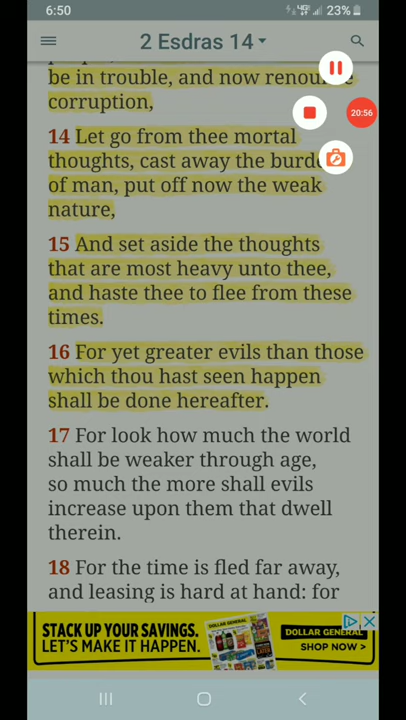 6:50
4G
23%
2 Esdras 14
be in trouble, and now renou e
corruption,
14 Let go from thee mortal
thoughts, cast away the burd
of man, put off now the weak
nature,
15 And set aside the thoughts
that are most heavy unto thee,
and haste thee to flee from these
times.
16 For yet greater evils than those
which thou hast seen happen
shall be done hereafter.
17 For look how much the world
shall be weaker through age,
so much the more shall evils
increase upon them that dwell
therein.
18 For the time is fled far away,
and leasing is hard at hand: for
20:56
STACK UP YOUR SAVINGS.
LET'S MAKE IT HAPPEN.
DOLLAR GENERAL
SHOP NOW >